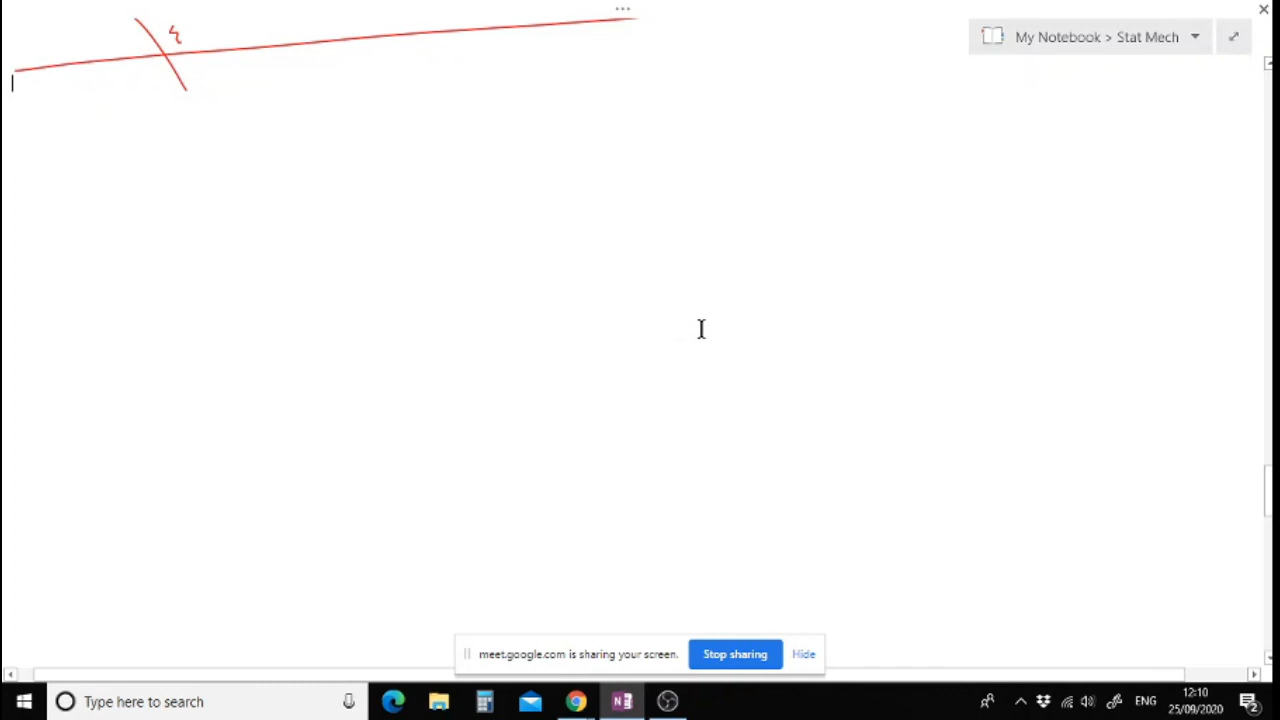 My Notebook > Stat Mech
meet.google.com is sharing your screen.
Stop sharing
Hide
Type here to search
ENG
12:10
25/09/2020
2